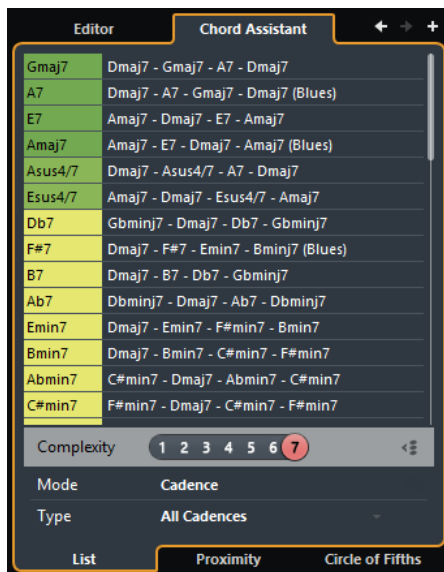 Editor Chord Assistant
Gmaj7 Dmaj7 - Gmaj7 - A7 - Dmaj7
A7 Dmaj7 - A7 - Gmaj7 - Dmaj7 (Blues)
E7 Amaj7 - Dmaj7 - E7 - Amaj7
Amaj7 Amaj7 - E7 - Dmaj7 - Amaj7 (Blues)
Asus4/7 Dmaj7 - Asus4/7 - A7 - Dmaj7
Esus4/7 Amaj7 - Dmaj7 - Esus4/7 - Amaj7
Db7 Gbminj7 - Dmaj7 - Db7 - Gbminj7
F#7 Dmaj7 - F#7 - Emin7 - Bminj7 (Blues)
B7 Dmaj7 - B7 - Db7 - Gbminj7
Ab7 Dbminj7 - Dmaj7 - Ab7 - Dbminj7
Emin7 Dmaj7 - Emin7 - F#min7 - Bmin7
Bmin7 Dmaj7 - Bmin7 - C#min7 - F#min7
Abmin7 C#min7 - Dmaj7 - Abmin7 - C#min7
C#min7 F#min7 - Dmaj7 - C#min7 - F#min7
Complexity 1 2 3 4 5 6 7
Mode Cadence
Type All Cadences
List Proximity Circle of Fifths